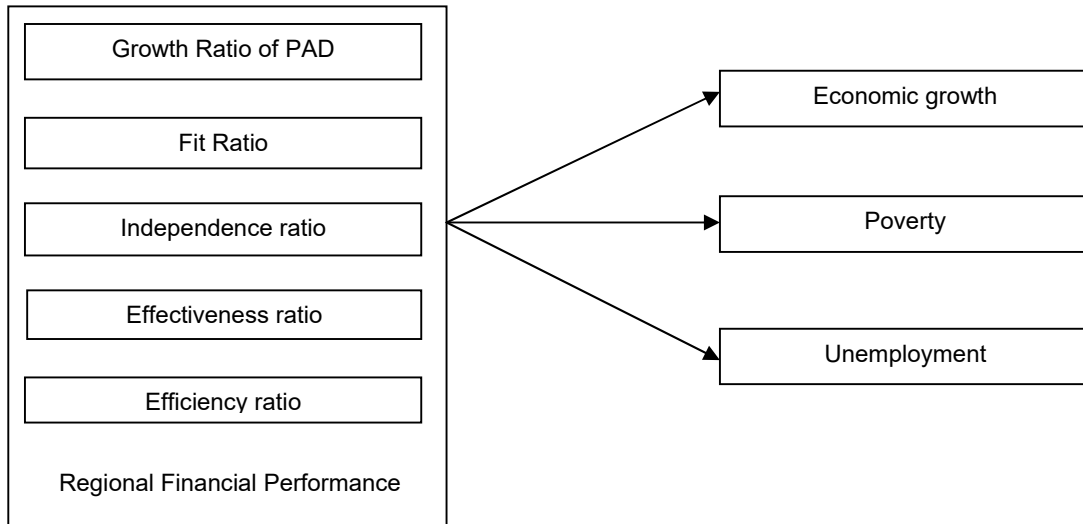 Growth Ratio of PAD
Fit Ratio
Independence ratio
Effectiveness ratio
Efficiency ratio
Regional Financial Performance
Economic growth
Poverty
Unemployment